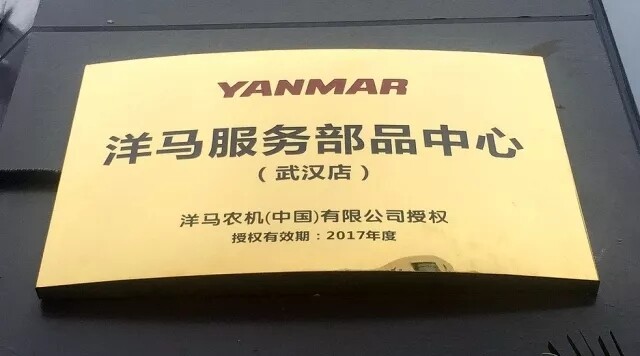 YANMAR
洋马服务部品中心
（武汉店）
洋马农机(中国)有限公司授权
授权有效期：2017年度